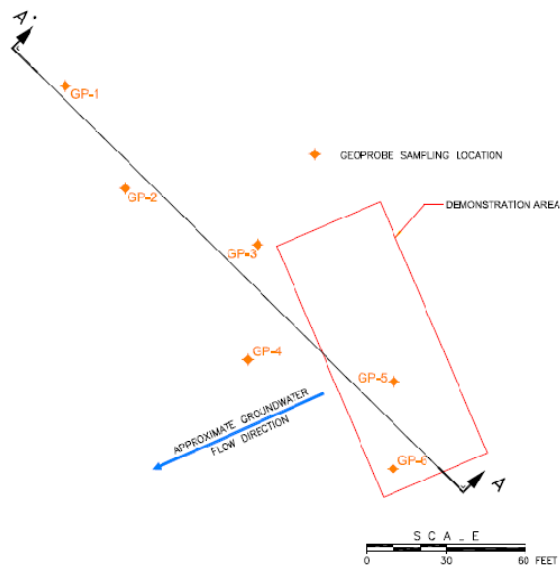 A'
GP-1
GEOPROBE SAMPLING LOCATION
GP-2
DEMONSTRATION AREA
GP-3
GP-4
GP-5
APPROXIMATE GROUNDWATER
FLOW DIRECTION
GP-6
A
SCALE
0 30 60 FEET